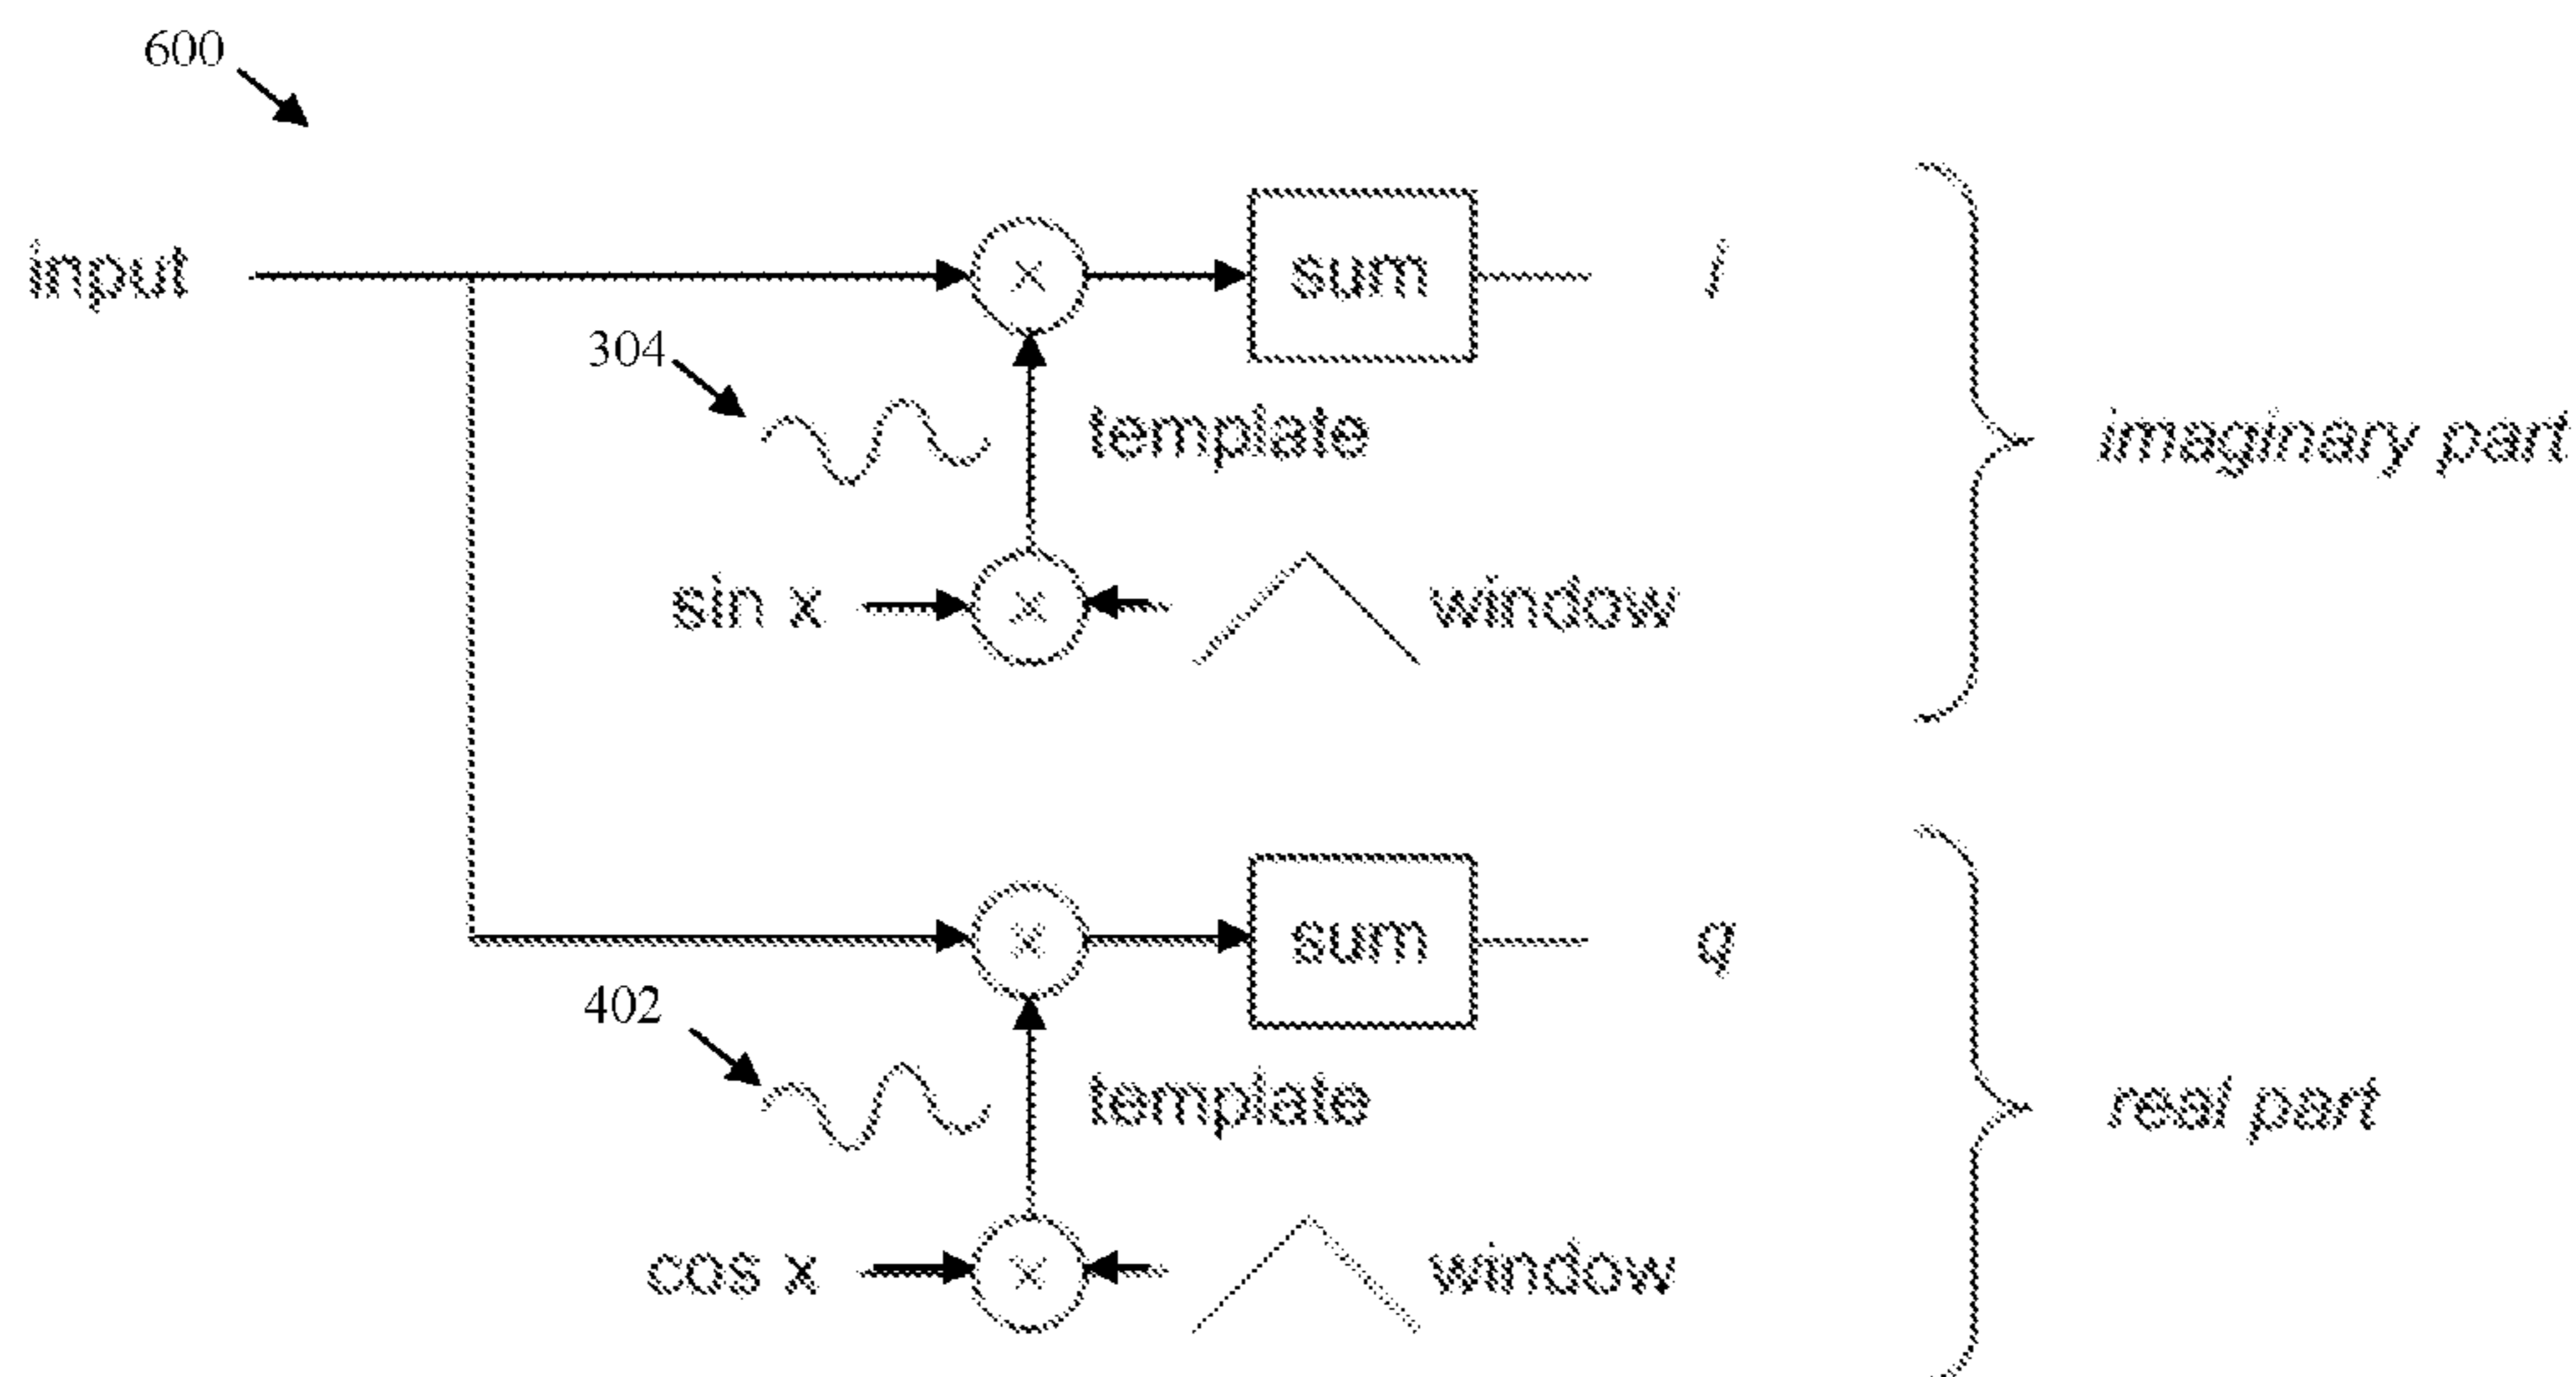 600
input
×
sum
i
304
template
imaginary part
sin x
×
window
×
sum
q
402
template
real part
cos x
×
window